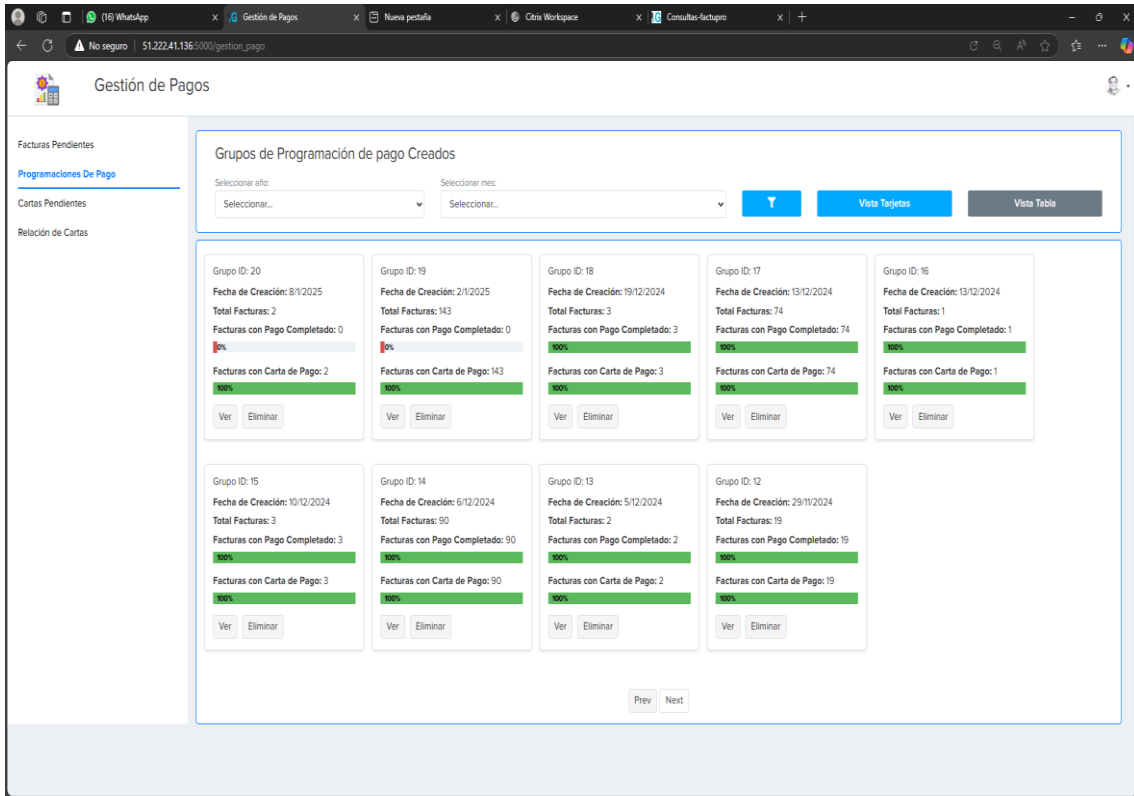 (16) WhatsApp
Gestión de Pagos
Nueva pestaña
Citrix Workspace
Consultas-factupro
No seguro
51.222.41.136:5000/gestion_pago
Gestión de Pagos
Facturas Pendientes
Programaciones De Pago
Cartas Pendientes
Relación de Cartas
Grupos de Programación de pago Creados
Seleccionar año:
Seleccionar...
Seleccionar mes:
Seleccionar...
Vista Tarjetas
Vista Tabla
Grupo ID: 20
Fecha de Creación: 8/1/2025
Total Facturas: 2
Facturas con Pago Completado: 0
0%
Facturas con Carta de Pago: 2
100%
Ver Eliminar
Grupo ID: 19
Fecha de Creación: 2/1/2025
Total Facturas: 143
Facturas con Pago Completado: 0
0%
Facturas con Carta de Pago: 143
100%
Ver Eliminar
Grupo ID: 18
Fecha de Creación: 19/12/2024
Total Facturas: 3
Facturas con Pago Completado: 3
100%
Facturas con Carta de Pago: 3
100%
Ver Eliminar
Grupo ID: 17
Fecha de Creación: 13/12/2024
Total Facturas: 74
Facturas con Pago Completado: 74
100%
Facturas con Carta de Pago: 74
100%
Ver Eliminar
Grupo ID: 16
Fecha de Creación: 13/12/2024
Total Facturas: 1
Facturas con Pago Completado: 1
100%
Facturas con Carta de Pago: 1
100%
Ver Eliminar
Grupo ID: 15
Fecha de Creación: 10/12/2024
Total Facturas: 3
Facturas con Pago Completado: 3
100%
Facturas con Carta de Pago: 3
100%
Ver Eliminar
Grupo ID: 14
Fecha de Creación: 6/12/2024
Total Facturas: 90
Facturas con Pago Completado: 90
100%
Facturas con Carta de Pago: 90
100%
Ver Eliminar
Grupo ID: 13
Fecha de Creación: 5/12/2024
Total Facturas: 2
Facturas con Pago Completado: 2
100%
Facturas con Carta de Pago: 2
100%
Ver Eliminar
Grupo ID: 12
Fecha de Creación: 29/11/2024
Total Facturas: 19
Facturas con Pago Completado: 19
100%
Facturas con Carta de Pago: 19
100%
Ver Eliminar
Prev Next